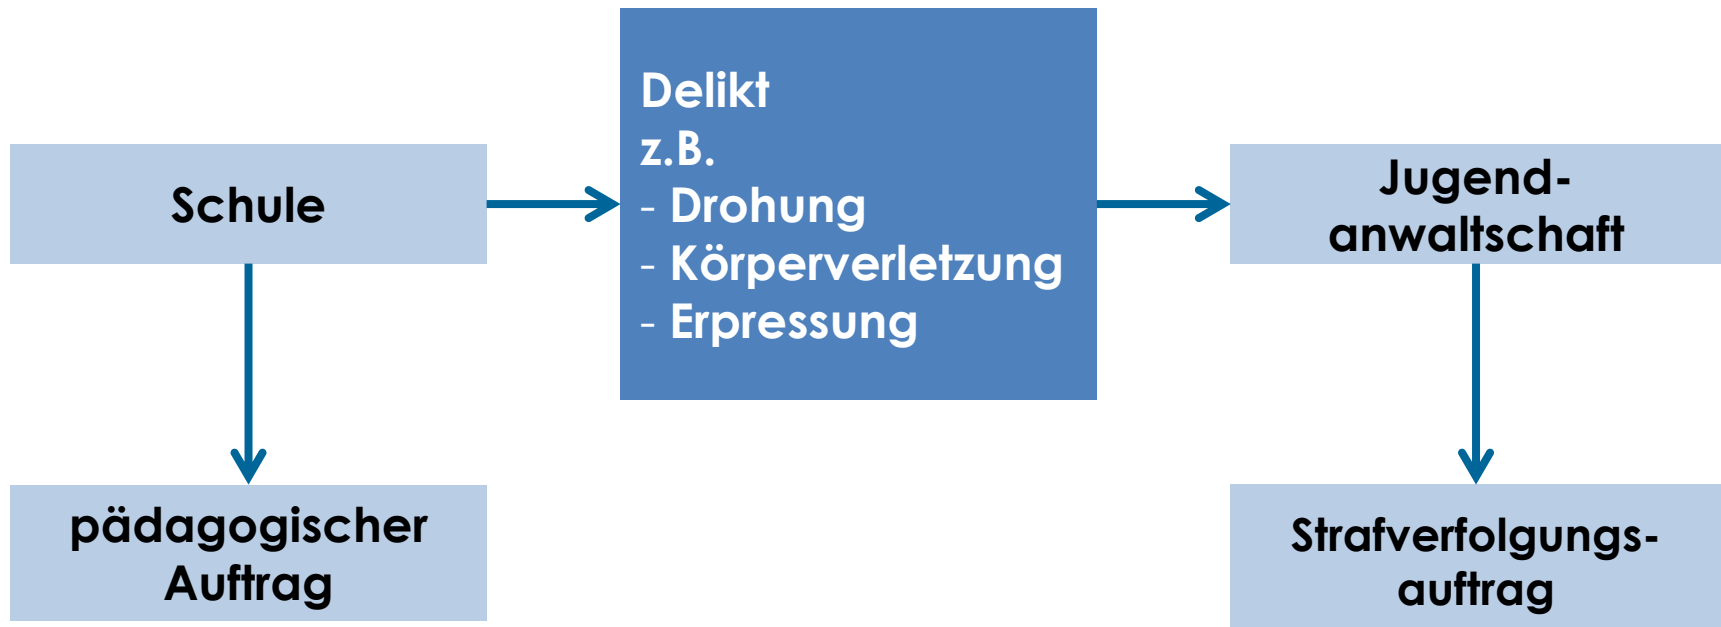 Schule
Delikt
z.B.
- Drohung
- Körperverletzung
- Erpressung
Jugend-
anwaltschaft
pädagogischer
Auftrag
Strafverfolgungs-
auftrag